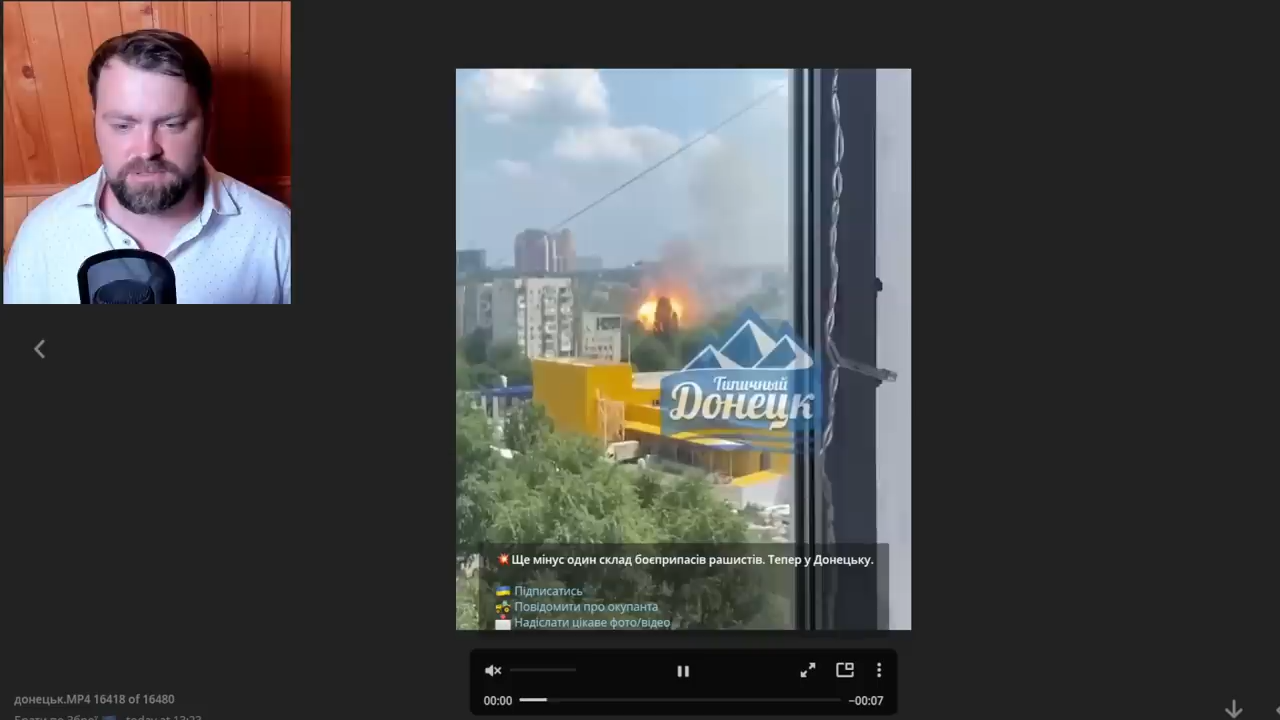 Типичный
Донецк
💥Ще мінус один склад боєприпасів рашистів. Тепер у Донецьку.
Підписатись
Повідомити про окупанта
Надіслати цікаве фото/відео
00:00
−00:07
донецьк.MP4 16418 of 16480